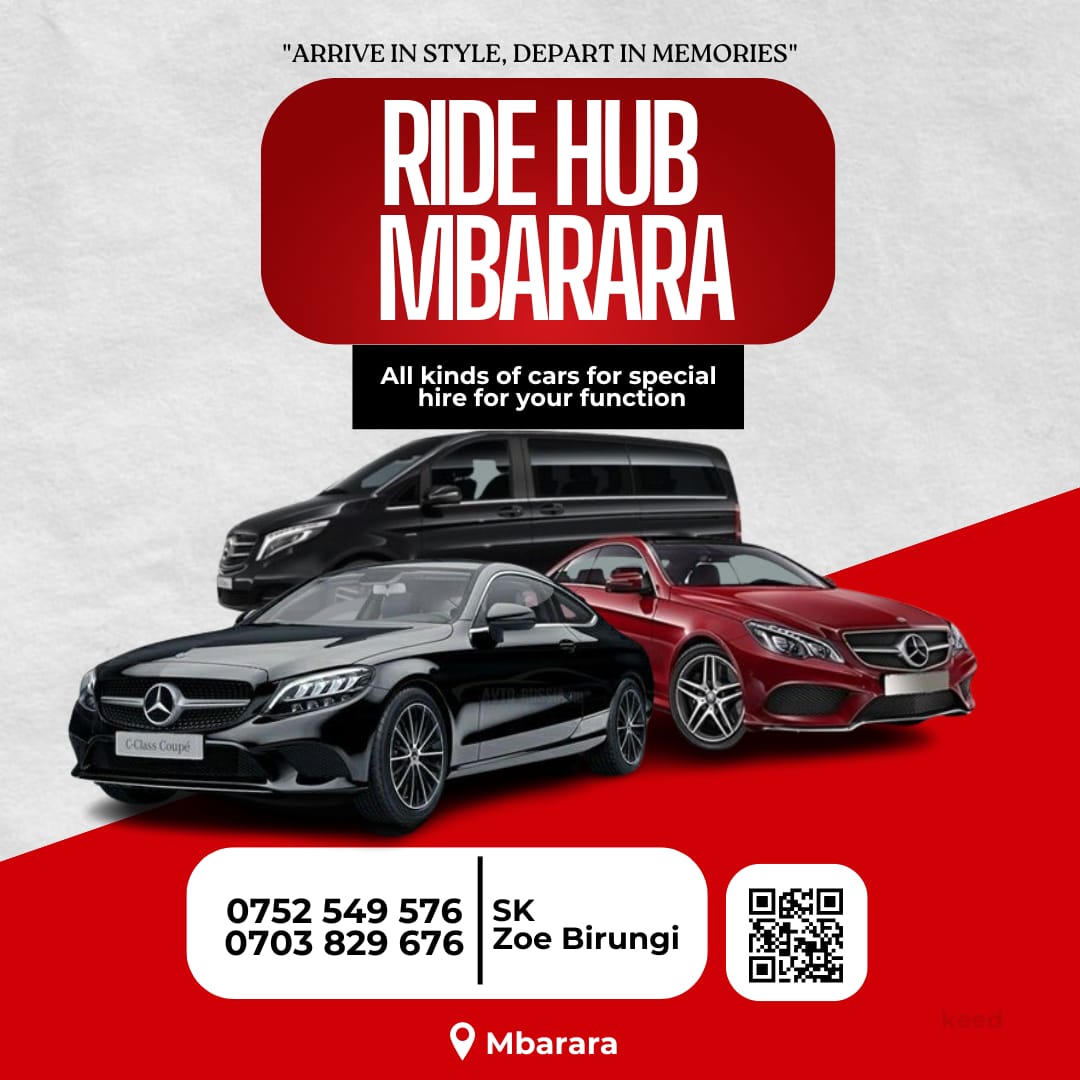 "ARRIVE IN STYLE, DEPART IN MEMORIES"
RIDE HUB
MBARARA
All kinds of cars for special
hire for your function
C-Class Coupé
0752 549 576
0703 829 676
SK
Zoe Birungi
keed
Mbarara